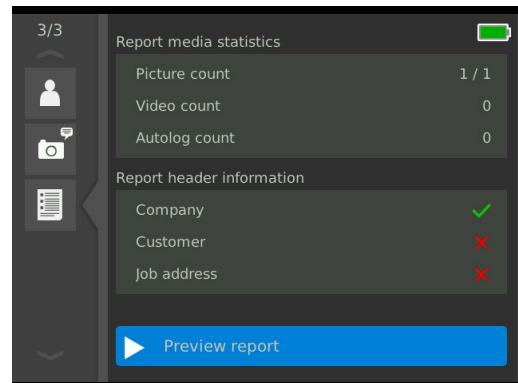 3/3
Report media statistics
Picture count 1 / 1
Video count 0
Autolog count 0
Report header information
Company
Customer
Job address
Preview report